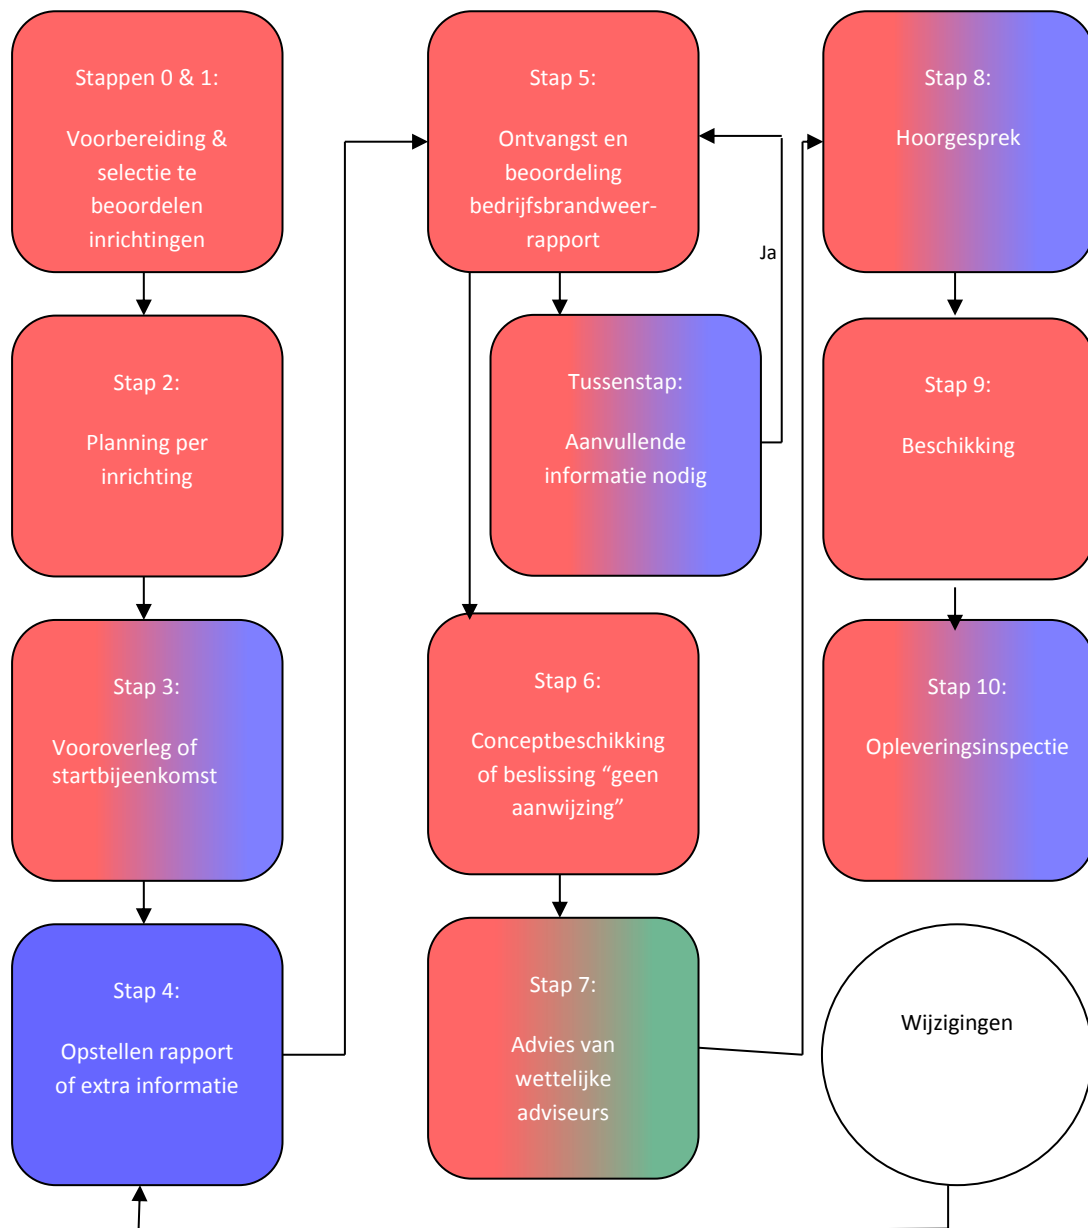 Stappen 0 & 1:
Voorbereiding &
selectie te
beoordelen
inrichtingen
Stap 2:
Planning per
inrichting
Stap 3:
Vooroverleg of
startbijeenkomst
Stap 4:
Opstellen rapport
of extra informatie
Stap 5:
Ontvangst en
beoordeling
bedrijfsbrandweer-
rapport
Ja
Tussenstap:
Aanvullende
informatie nodig
Stap 6:
Conceptbeschikking
of beslissing “geen
aanwijzing”
Stap 7:
Advies van
wettelijke
adviseurs
Stap 8:
Hoorgesprek
Stap 9:
Beschikking
Stap 10:
Opleveringsinspectie
Wijzigingen